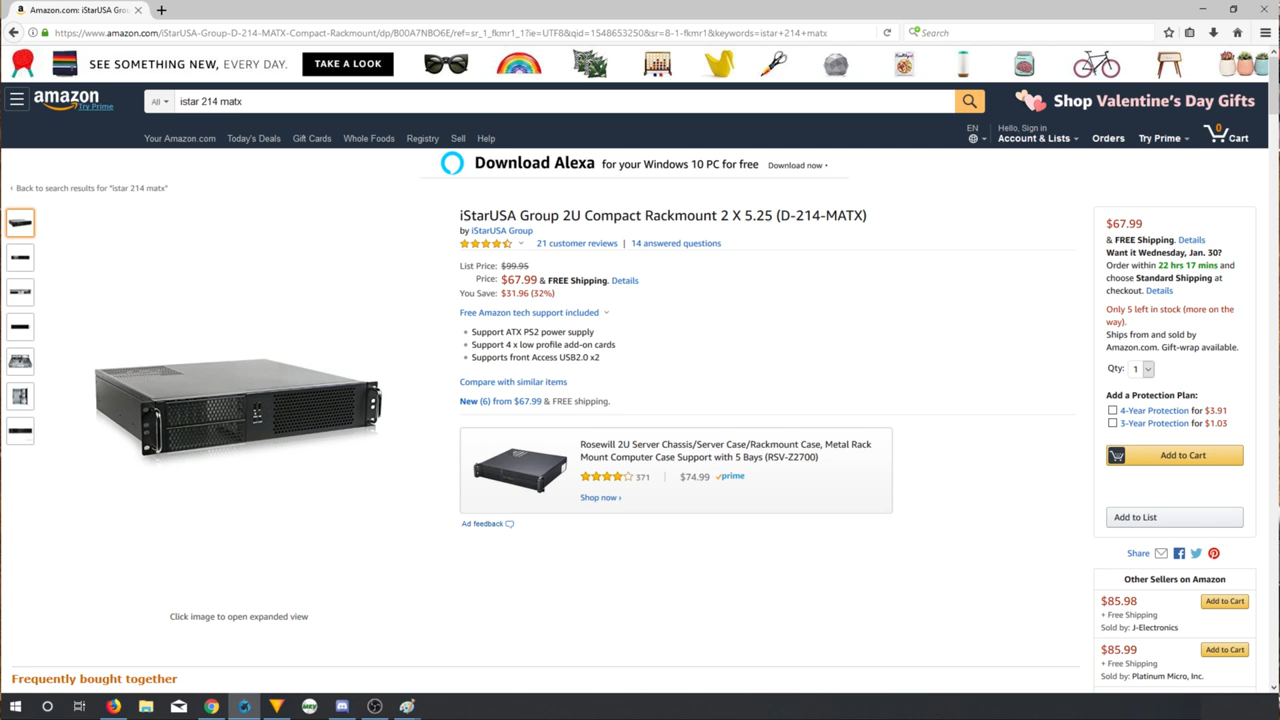 Amazon.com: iStarUSA Grou
https://www.amazon.com/iStarUSA-Group-D-214-MATX-Compact-Rackmount/dp/B00A7NBO6E/ref=sr_1_fkmr1_1?ie=UTF8&qid=1548653250&sr=8-1-fkmr1&keywords=istar+214+matx
Search
SEE SOMETHING NEW, EVERY DAY.
TAKE A LOOK
amazon
Try Prime
All
istar 214 matx
Shop Valentine's Day Gifts
Your Amazon.com
Today's Deals
Gift Cards
Whole Foods
Registry
Sell
Help
EN
Hello, Sign in
Account & Lists
Orders
Try Prime
0
Cart
Download Alexa for your Windows 10 PC for free Download now ›
‹ Back to search results for "istar 214 matx"
iStarUSA Group 2U Compact Rackmount 2 X 5.25 (D-214-MATX)
by iStarUSA Group
21 customer reviews | 14 answered questions
List Price: $99.95
Price: $67.99 & FREE Shipping. Details
You Save: $31.96 (32%)
Free Amazon tech support included
• Support ATX PS2 power supply
• Support 4 x low profile add-on cards
• Supports front Access USB2.0 x2
Compare with similar items
New (6) from $67.99 & FREE shipping.
Rosewill 2U Server Chassis/Server Case/Rackmount Case, Metal Rack
Mount Computer Case Support with 5 Bays (RSV-Z2700)
371 | $74.99 prime
Shop now ›
Ad feedback
Click image to open expanded view
Frequently bought together
$67.99
& FREE Shipping. Details
Want it Wednesday, Jan. 30?
Order within 22 hrs 17 mins and
choose Standard Shipping at
checkout. Details
Only 5 left in stock (more on the
way).
Ships from and sold by
Amazon.com. Gift-wrap available.
Qty: 1
Add a Protection Plan:
4-Year Protection for $3.91
3-Year Protection for $1.03
Add to Cart
Add to List
Share
Other Sellers on Amazon
$85.98
Add to Cart
+ Free Shipping
Sold by: J-Electronics
$85.99
Add to Cart
+ Free Shipping
Sold by: Platinum Micro, Inc.
MKV